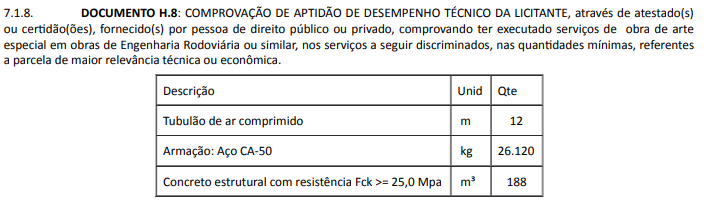 7.1.8. DOCUMENTO H.8: COMPROVAÇÃO DE APTIDÃO DE DESEMPENHO TÉCNICO DA LICITANTE, através de atestado(s)
ou certidão(ões), fornecido(s) por pessoa de direito público ou privado, comprovando ter executado serviços de obra de arte
especial em obras de Engenharia Rodoviária ou similar, nos serviços a seguir discriminados, nas quantidades mínimas, referentes
a parcela de maior relevância técnica ou econômica.
Descrição Unid Qte
Tubulão de ar comprimido m 12
Armação: Aço CA-50 kg 26.120
Concreto estrutural com resistência Fck >= 25,0 Mpa m³ 188